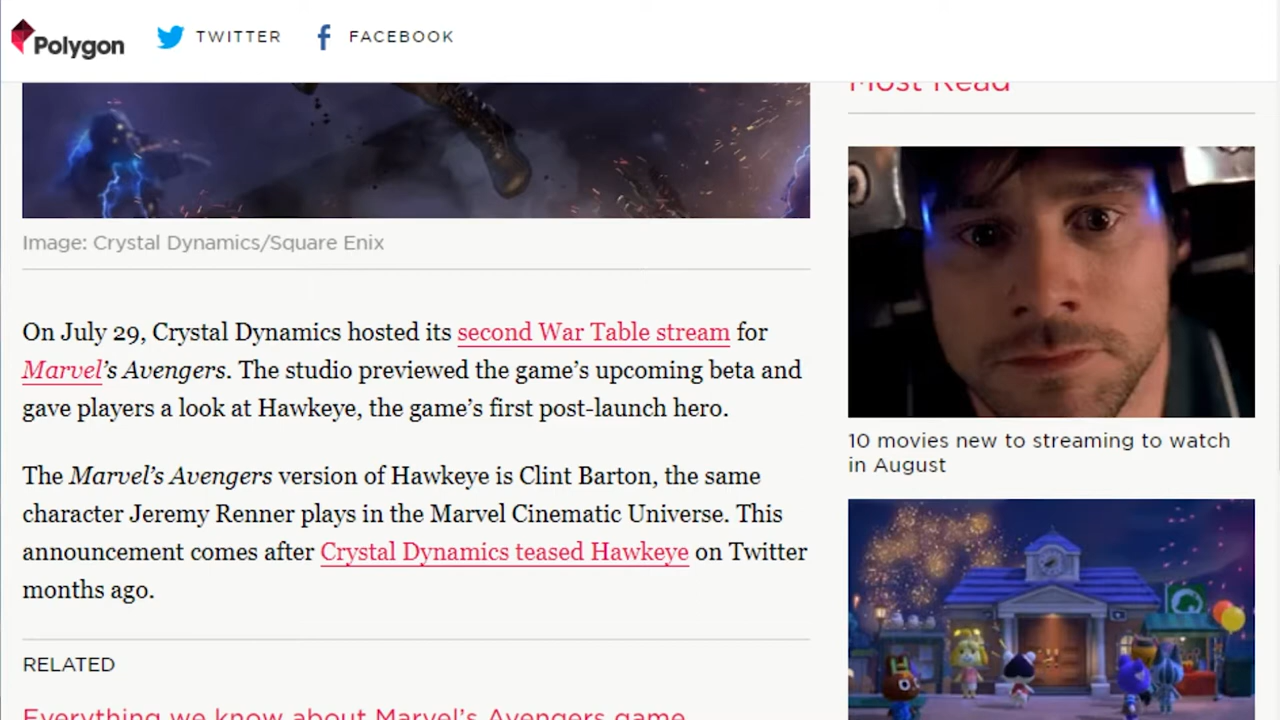 Polygon
TWITTER
FACEBOOK
Most Read
Image: Crystal Dynamics/Square Enix
On July 29, Crystal Dynamics hosted its second War Table stream for
Marvel’s Avengers. The studio previewed the game’s upcoming beta and
gave players a look at Hawkeye, the game’s first post-launch hero.
The Marvel’s Avengers version of Hawkeye is Clint Barton, the same
character Jeremy Renner plays in the Marvel Cinematic Universe. This
announcement comes after Crystal Dynamics teased Hawkeye on Twitter
months ago.
RELATED
Everything we know about Marvel’s Avengers game
10 movies new to streaming to watch
in August